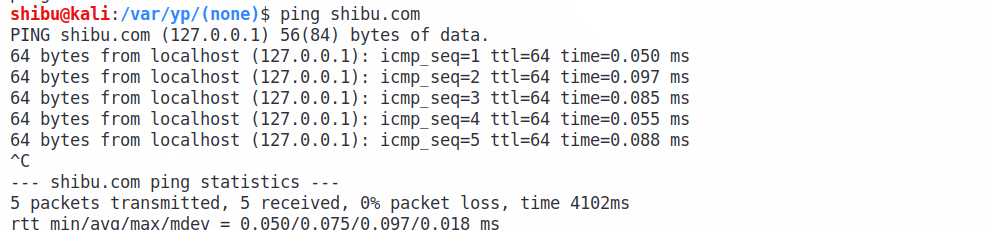 shibu@kali:/var/yp/(none)$ ping shibu.com
PING shibu.com (127.0.0.1) 56(84) bytes of data.
64 bytes from localhost (127.0.0.1): icmp_seq=1 ttl=64 time=0.050 ms
64 bytes from localhost (127.0.0.1): icmp_seq=2 ttl=64 time=0.097 ms
64 bytes from localhost (127.0.0.1): icmp_seq=3 ttl=64 time=0.085 ms
64 bytes from localhost (127.0.0.1): icmp_seq=4 ttl=64 time=0.055 ms
64 bytes from localhost (127.0.0.1): icmp_seq=5 ttl=64 time=0.088 ms
^C
--- shibu.com ping statistics ---
5 packets transmitted, 5 received, 0% packet loss, time 4102ms
rtt min/avg/max/mdev = 0.050/0.075/0.097/0.018 ms